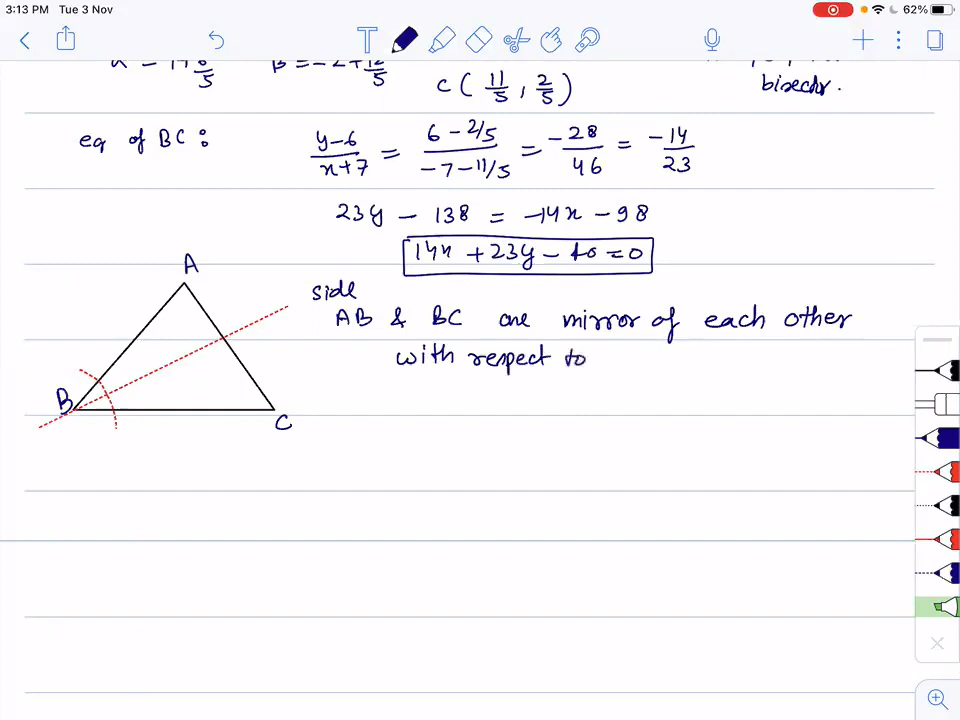 3:13 PM Tue 3 Nov 62%
T
C ( 11/5 , 2/5 )
bisector.
eq of BC :
y-6/x+7 = 6-2/5/-7-11/5 = -28/46 = -14/23
23y - 138 = -14x - 98
14x + 23y - 40 = 0
A
side
AB & BC are mirror of each other
with respect to
B
C